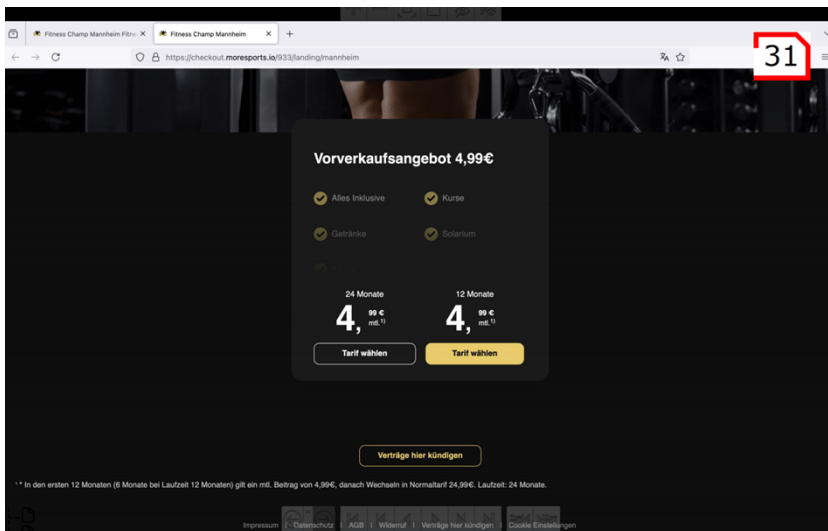 Fitness Champ Mannheim Fitne
Fitness Champ Mannheim
https://checkout.moresports.io/933/landing/mannheim
31
Vorverkaufsangebot 4,99€
Alles Inklusive
Kurse
Getränke
Solarium
24 Monate
12 Monate
4,99 €
mtl.1)
4,99 €
mtl.1)
Tarif wählen
Tarif wählen
Verträge hier kündigen
1 * In den ersten 12 Monaten (6 Monate bei Laufzeit 12 Monaten) gilt ein mtl. Beitrag von 4,99€, danach Wechseln in Normaltarif 24,99€. Laufzeit: 24 Monate.
Impressum | Datenschutz | AGB | Widerruf | Verträge hier kündigen | Cookie Einstellungen